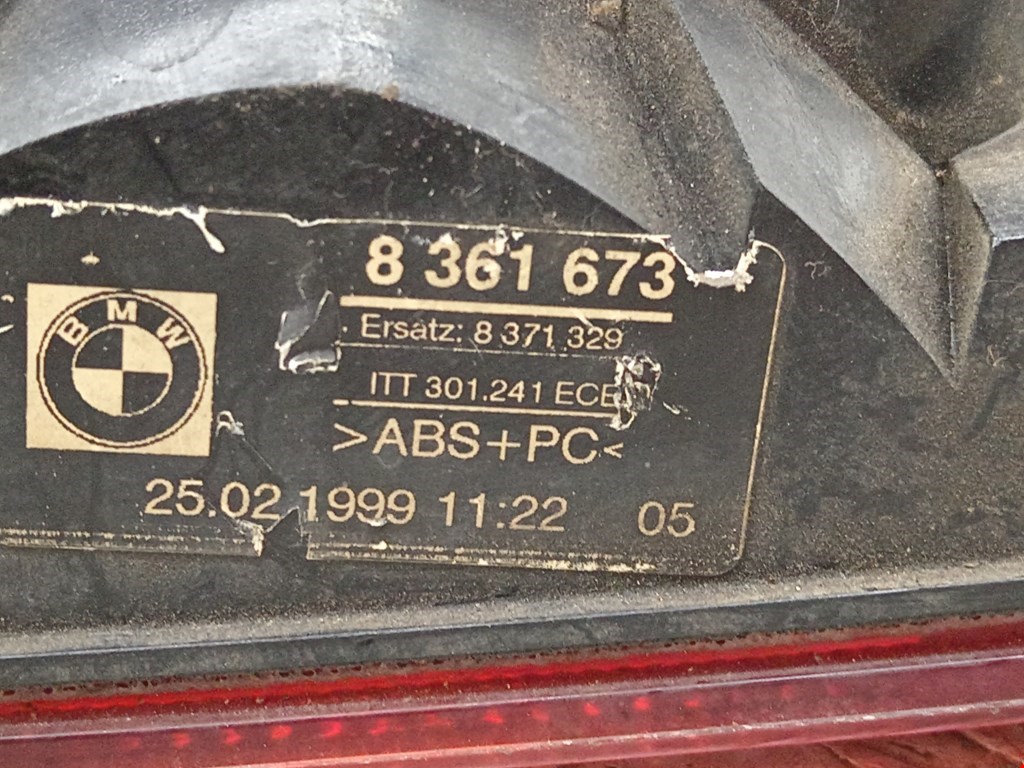 8 361 673
BMW
Ersatz: 8 371 329
ITT 301.241 ECE
>ABS+PC<
25.02 1999 11:22 05